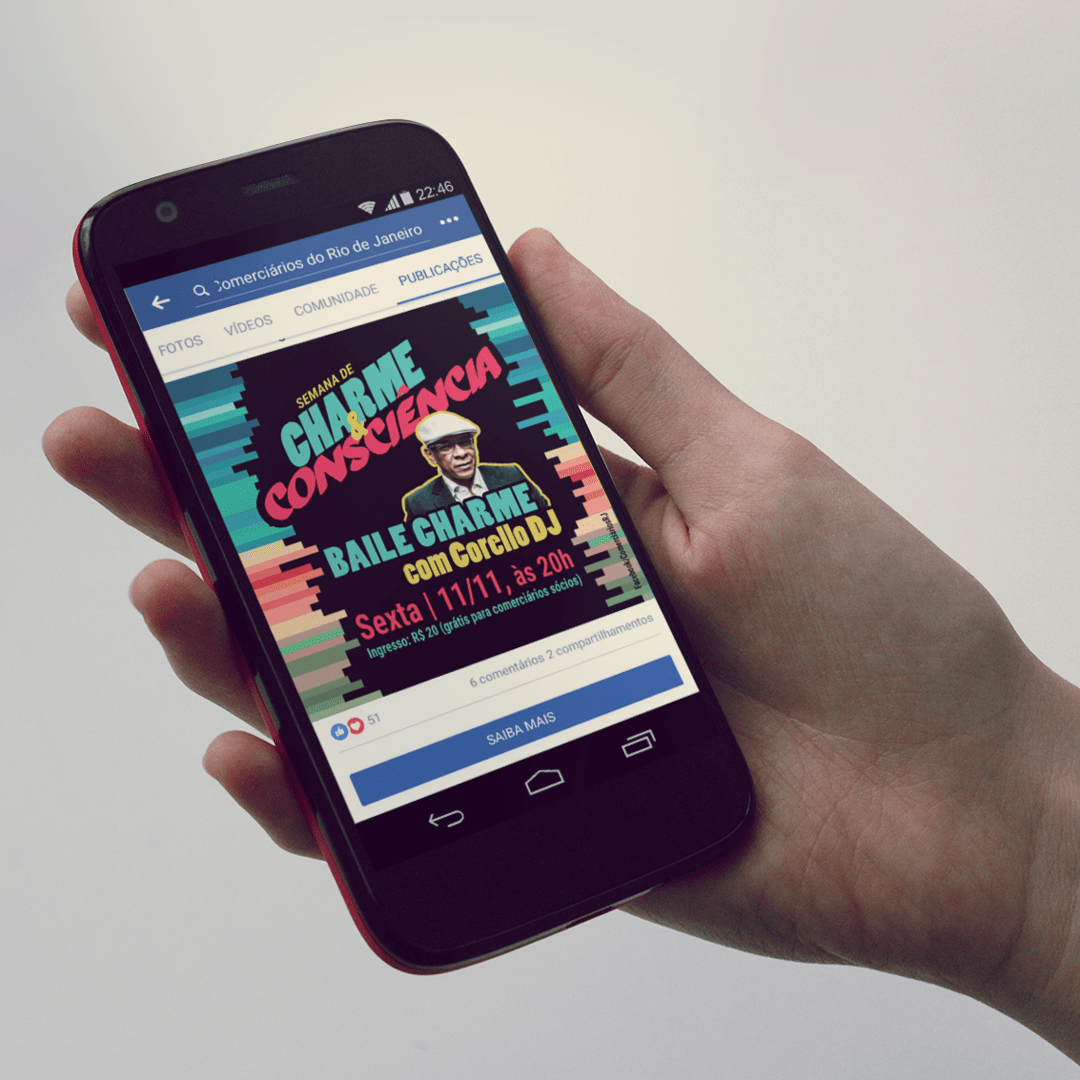 22:46
Comerciários do Rio de Janeiro
FOTOS VÍDEOS COMUNIDADE PUBLICAÇÕES
SEMANA DE
CHARME
&
CONSCIÊNCIA
BAILE CHARME
com Corello DJ
Sexta | 11/11, às 20h
Ingresso: R$ 20 (grátis para comerciários sócios)
Facebook/ComerciáriosRJ
51 6 comentários 2 compartilhamentos
SAIBA MAIS